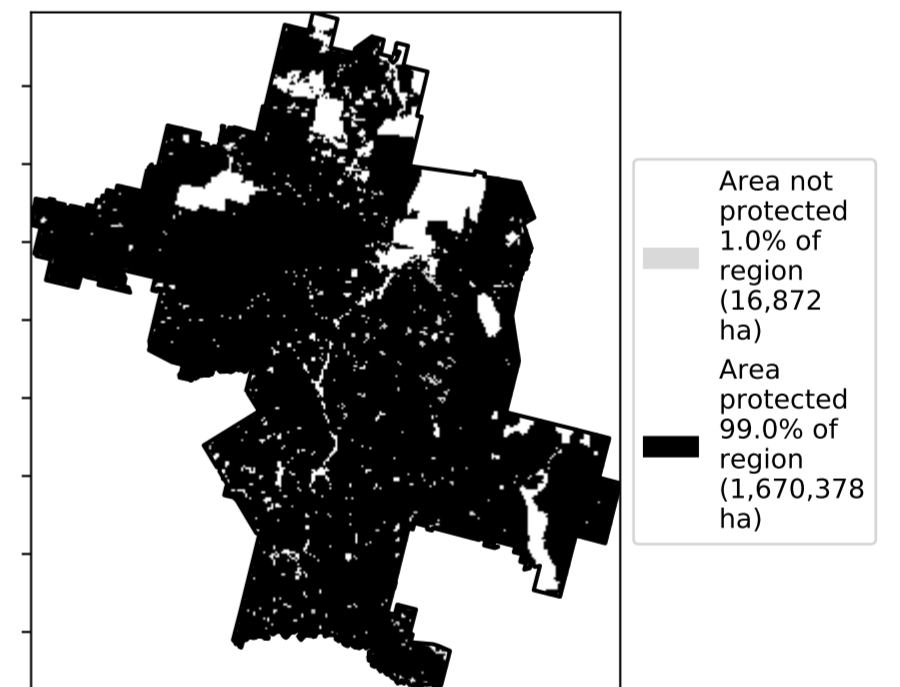 Area not
protected
1.0% of
region
(16,872
ha)
Area
protected
99.0% of
region
(1,670,378
ha)